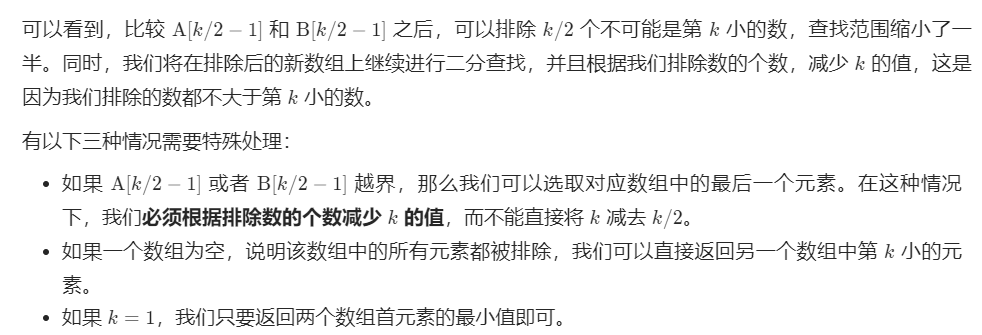 可以看到，比较 A[k/2 − 1] 和 B[k/2 − 1] 之后，可以排除 k/2 个不可能是第 k 小的数，查找范围缩小了一
半。同时，我们将在排除后的新数组上继续进行二分查找，并且根据我们排除数的个数，减少 k 的值，这是
因为我们排除的数都不大于第 k 小的数。
有以下三种情况需要特殊处理：
• 如果 A[k/2 − 1] 或者 B[k/2 − 1] 越界，那么我们可以选取对应数组中的最后一个元素。在这种情况
下，我们必须根据排除数的个数减少 k 的值，而不能直接将 k 减去 k/2。
• 如果一个数组为空，说明该数组中的所有元素都被排除，我们可以直接返回另一个数组中第 k 小的元
素。
• 如果 k = 1，我们只要返回两个数组首元素的最小值即可。